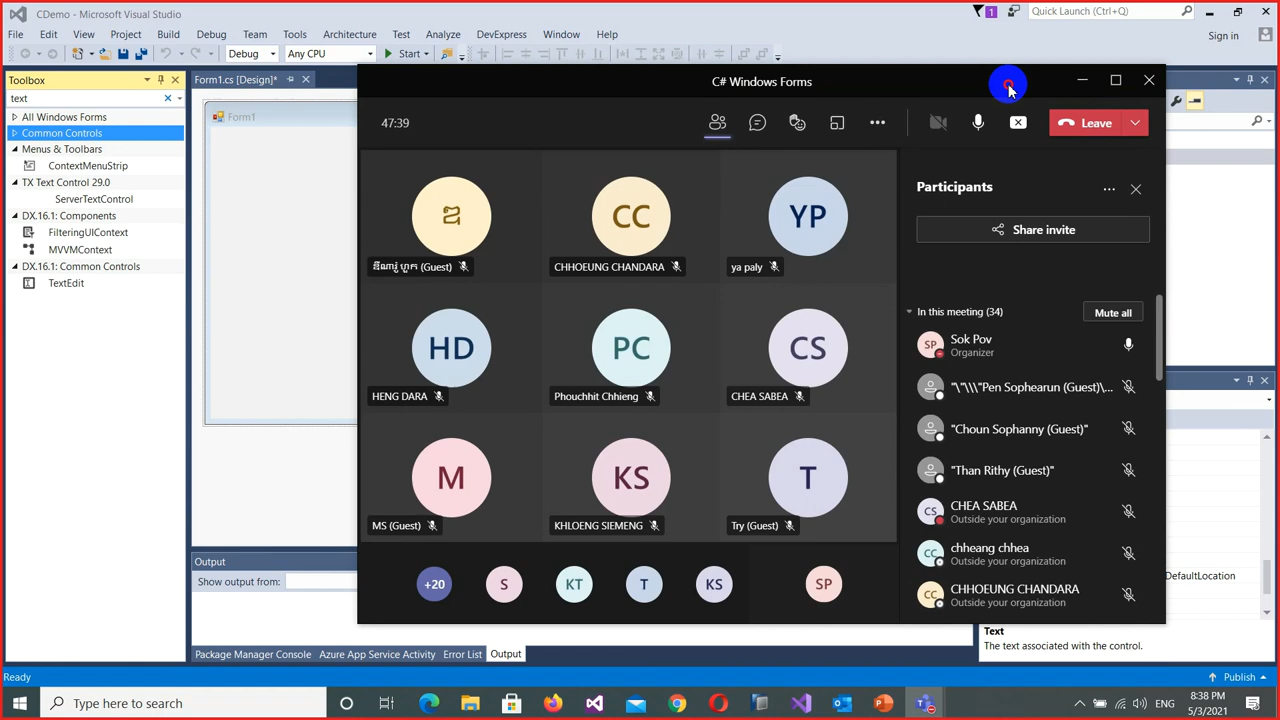 CDemo - Microsoft Visual Studio
1
Quick Launch (Ctrl+Q)
File Edit View Project Build Debug Team Tools Architecture Test Analyze DevExpress Window Help
Sign in
Debug Any CPU Start
Toolbox
Form1.cs [Design]*
text
All Windows Forms
Common Controls
Menus & Toolbars
ContextMenuStrip
TX Text Control 29.0
ServerTextControl
DX.16.1: Components
FilteringUIContext
MVVMContext
DX.16.1: Common Controls
TextEdit
Form1
C# Windows Forms
47:39
Leave
CC
CHHOEUNG CHANDARA
YP
ya paly
HD
HENG DARA
PC
Phouchhit Chhieng
CS
CHEA SABEA
M
MS (Guest)
KS
KHLOENG SIEMENG
T
Try (Guest)
+20
S
KT
T
KS
SP
Participants
Share invite
In this meeting (34)
Mute all
SP
Sok Pov
Organizer
"\"\\\"Pen Sophearun (Guest)\...
"Choun Sophanny (Guest)"
"Than Rithy (Guest)"
CS
CHEA SABEA
Outside your organization
CC
chheang chhea
Outside your organization
CC
CHHOEUNG CHANDARA
Outside your organization
Output
Show output from:
DefaultLocation
Text
The text associated with the control.
Package Manager Console Azure App Service Activity Error List Output
Ready
Publish
Type here to search
ENG
8:38 PM
5/3/2021